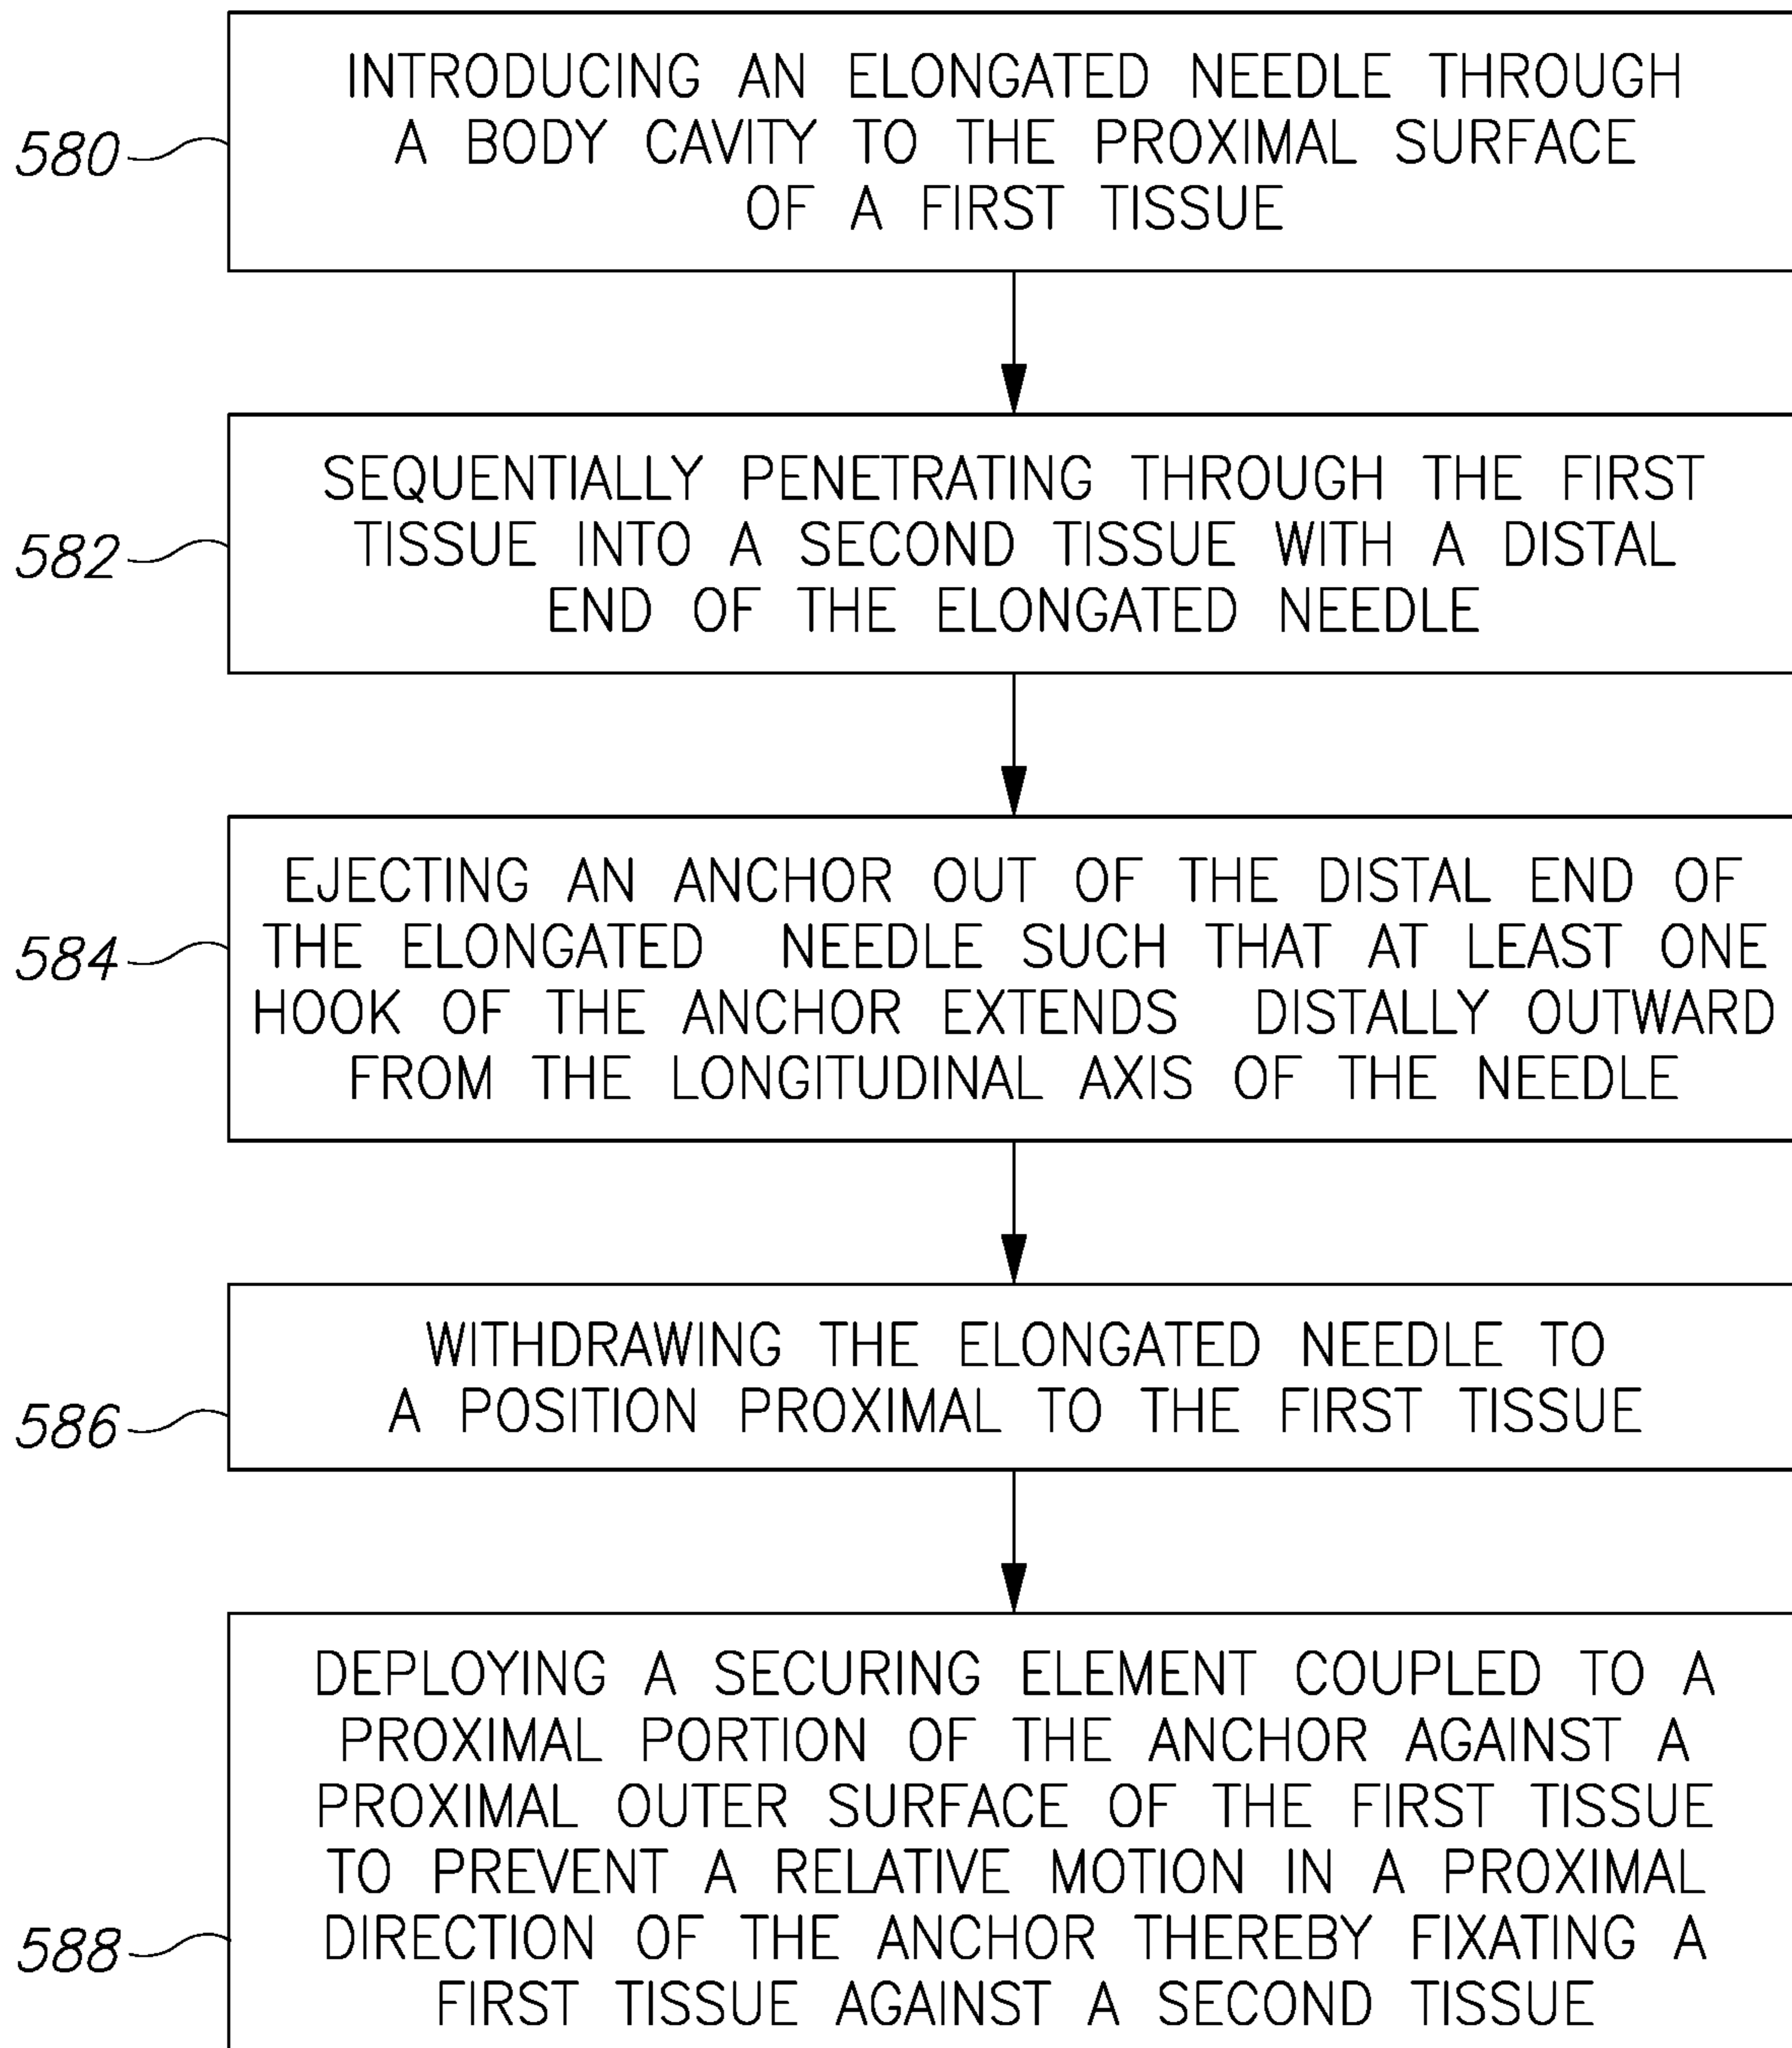 INTRODUCING AN ELONGATED NEEDLE THROUGH
A BODY CAVITY TO THE PROXIMAL SURFACE
OF A FIRST TISSUE
580
SEQUENTIALLY PENETRATING THROUGH THE FIRST
TISSUE INTO A SECOND TISSUE WITH A DISTAL
END OF THE ELONGATED NEEDLE
582
EJECTING AN ANCHOR OUT OF THE DISTAL END OF
THE ELONGATED NEEDLE SUCH THAT AT LEAST ONE
HOOK OF THE ANCHOR EXTENDS DISTALLY OUTWARD
FROM THE LONGITUDINAL AXIS OF THE NEEDLE
584
WITHDRAWING THE ELONGATED NEEDLE TO
A POSITION PROXIMAL TO THE FIRST TISSUE
586
DEPLOYING A SECURING ELEMENT COUPLED TO A
PROXIMAL PORTION OF THE ANCHOR AGAINST A
PROXIMAL OUTER SURFACE OF THE FIRST TISSUE
TO PREVENT A RELATIVE MOTION IN A PROXIMAL
DIRECTION OF THE ANCHOR THEREBY FIXATING A
FIRST TISSUE AGAINST A SECOND TISSUE
588